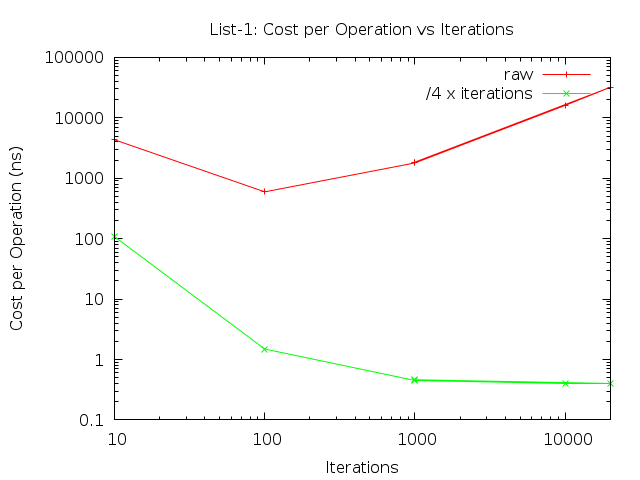 List-1: Cost per Operation vs Iterations
100000
10000
1000
100
10
1
0.1
Cost per Operation (ns)
raw
/4 x iterations
10 100 1000 10000
Iterations